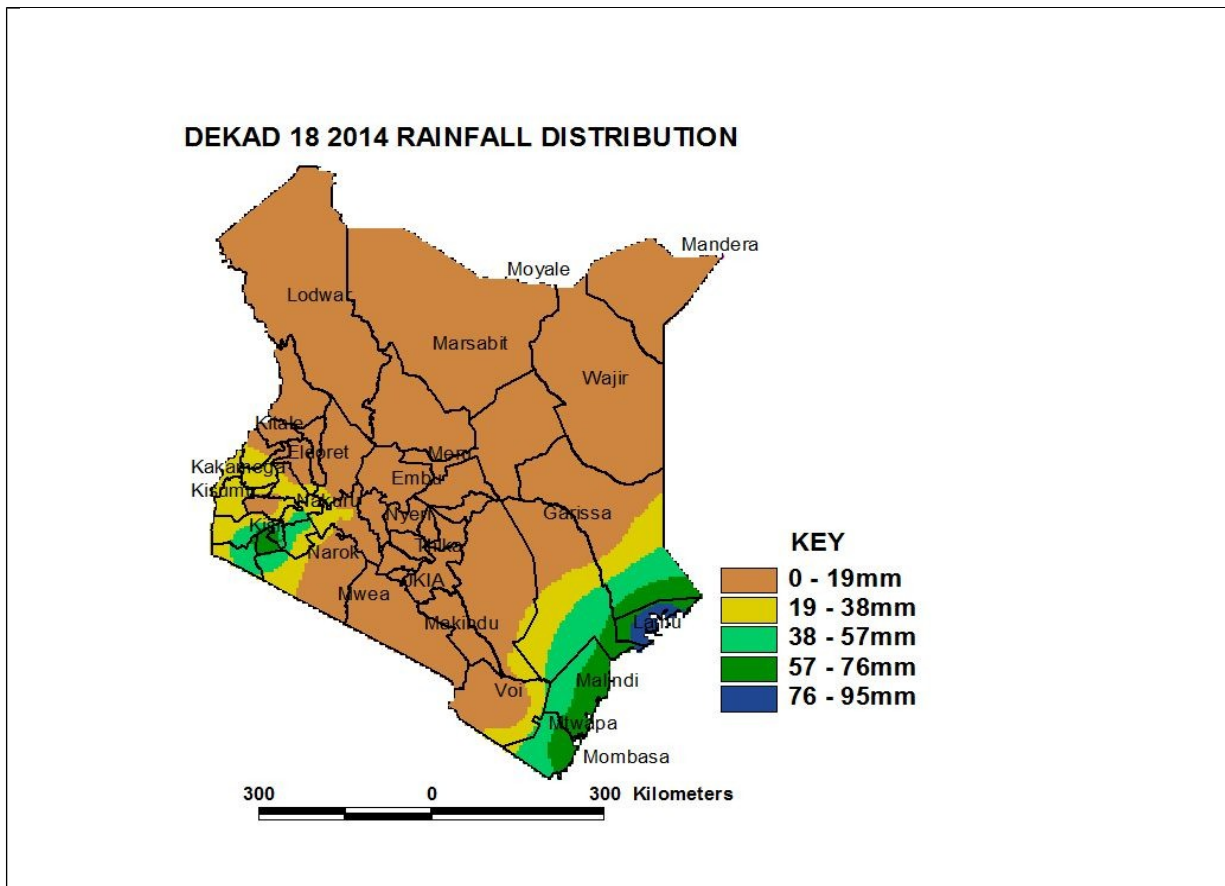 DEKAD 18 2014 RAINFALL DISTRIBUTION
Mandera
Moyale
Lodwar
Marsabit
Wajir
Kitale
Eldoret
Meru
Kakamega
Embu
Kisumu
Nakuru
Nyeri
Garissa
Kisii
Thika
Narok
JKIA
Mwea
Makindu
Lamu
Voi
Malindi
Mtwapa
Mombasa
KEY
0 - 19mm
19 - 38mm
38 - 57mm
57 - 76mm
76 - 95mm
300 0 300 Kilometers